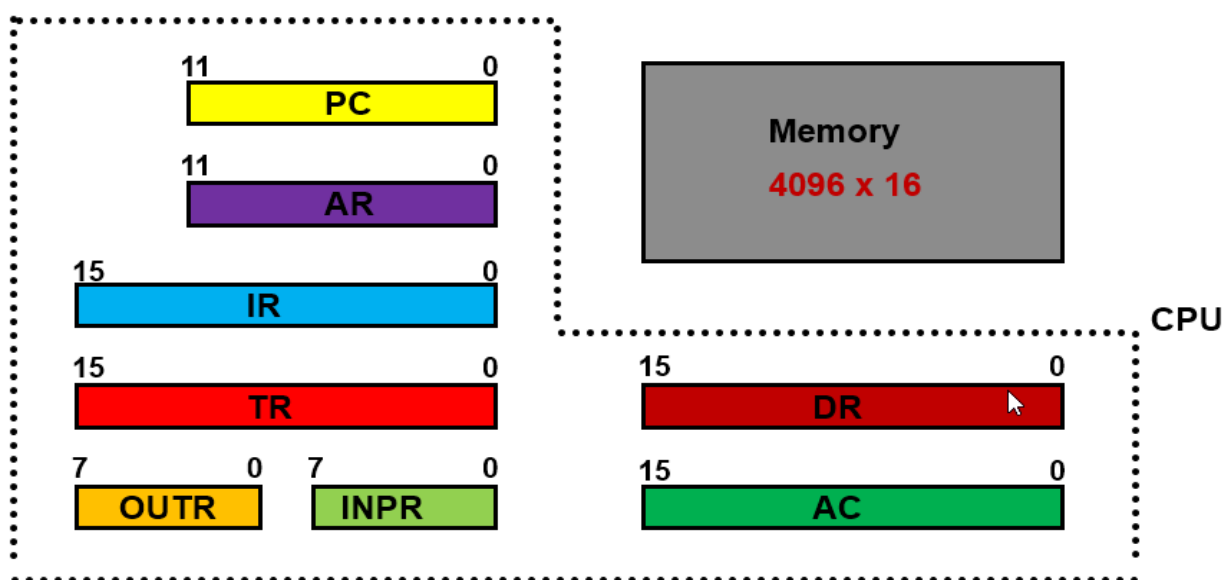 11 0
PC
11 0
AR
15 0
IR
15 0
TR
7 0 7 0
OUTR INPR
Memory
4096 x 16
CPU
15 0
DR
15 0
AC